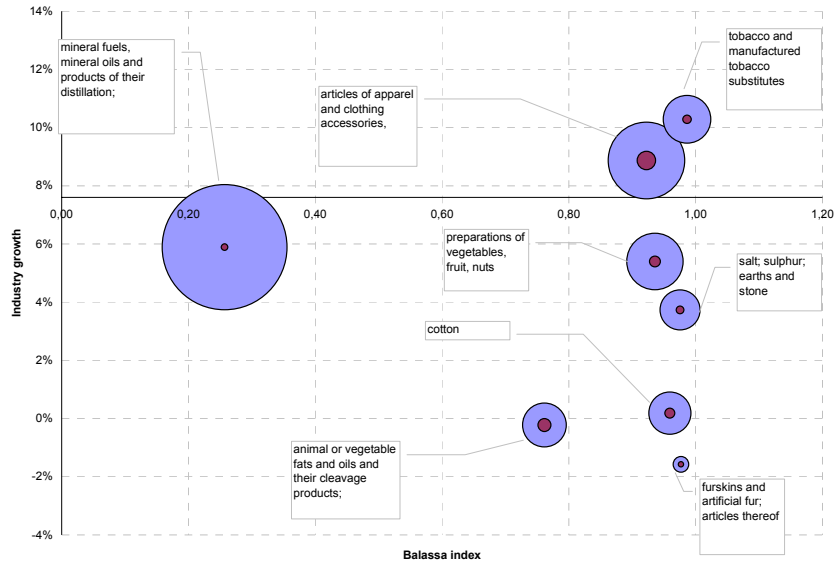 14%
12%
10%
8%
6%
4%
2%
0%
-2%
-4%
Industry growth
0,00
0,20
0,40
0,60
0,80
1,00
1,20
Balassa index
mineral fuels,
mineral oils and
products of their
distillation;
articles of apparel
and clothing
accessories,
tobacco and
manufactured
tobacco
substitutes
preparations of
vegetables,
fruit, nuts
salt; sulphur;
earths and
stone
cotton
animal or vegetable
fats and oils and
their cleavage
products;
furskins and
artificial fur;
articles thereof